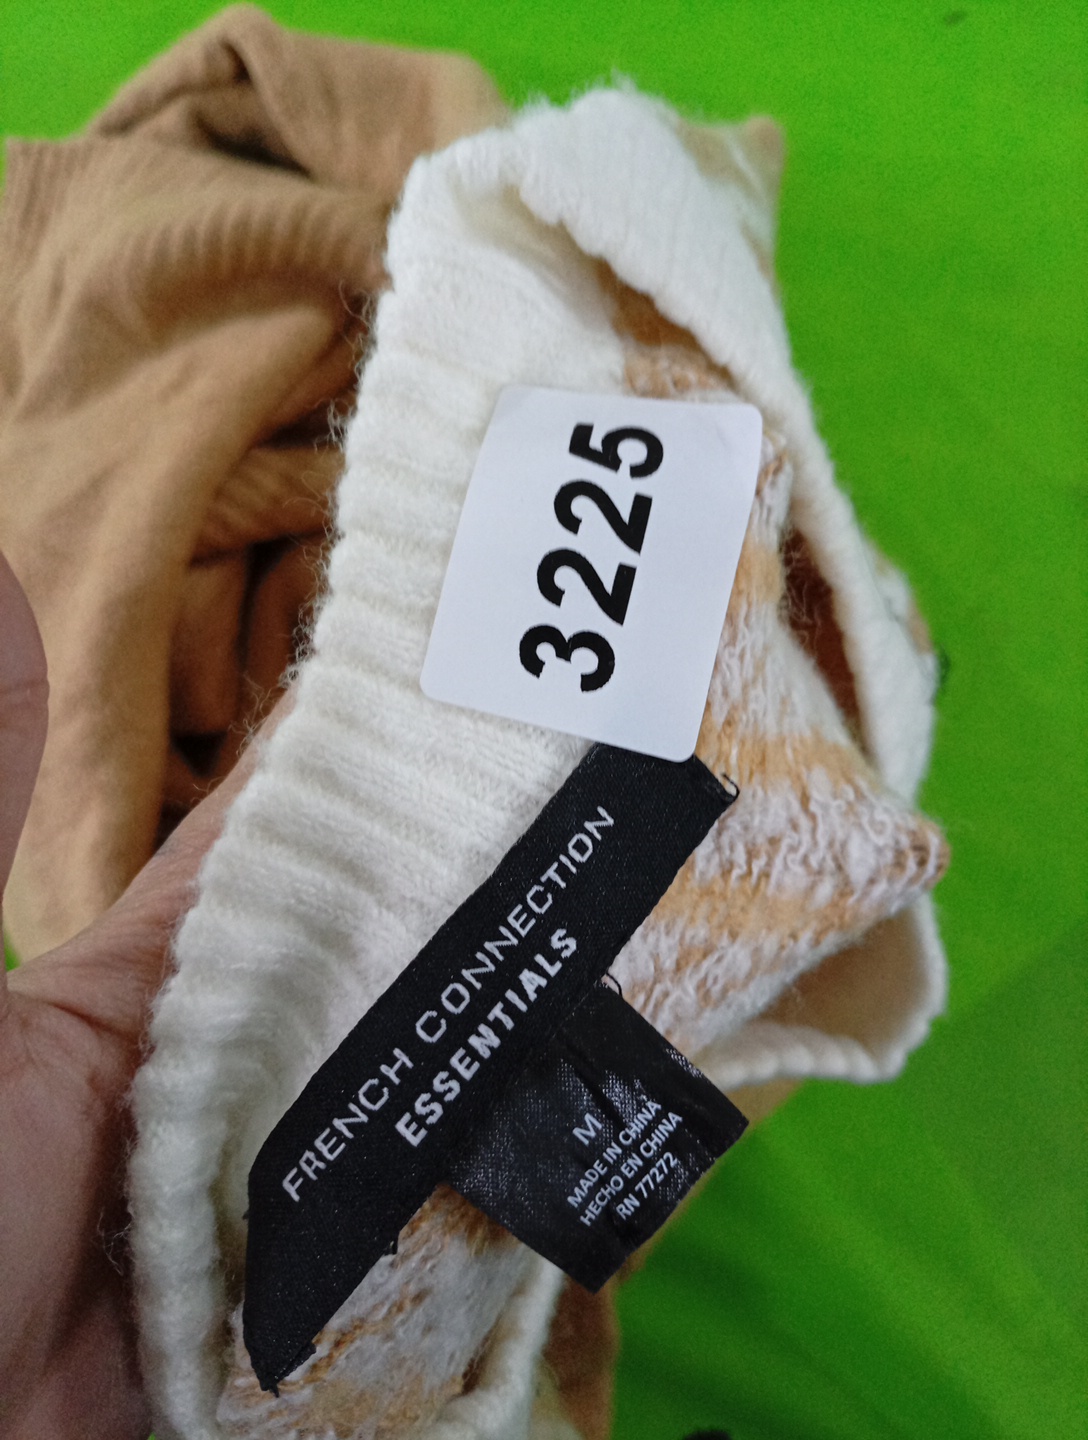 3225
FRENCH CONNECTION
ESSENTIALS
M
MADE IN CHINA
HECHO EN CHINA
RN 77272